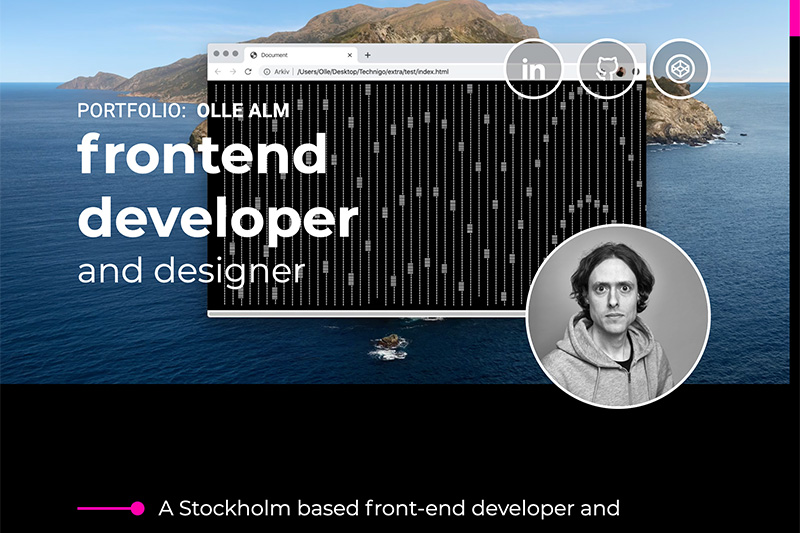 Document
Arkiv /Users/Olle/Desktop/Technigo/extra/test/index.html
in
PORTFOLIO: OLLE ALM
frontend
developer
and designer
A Stockholm based front-end developer and